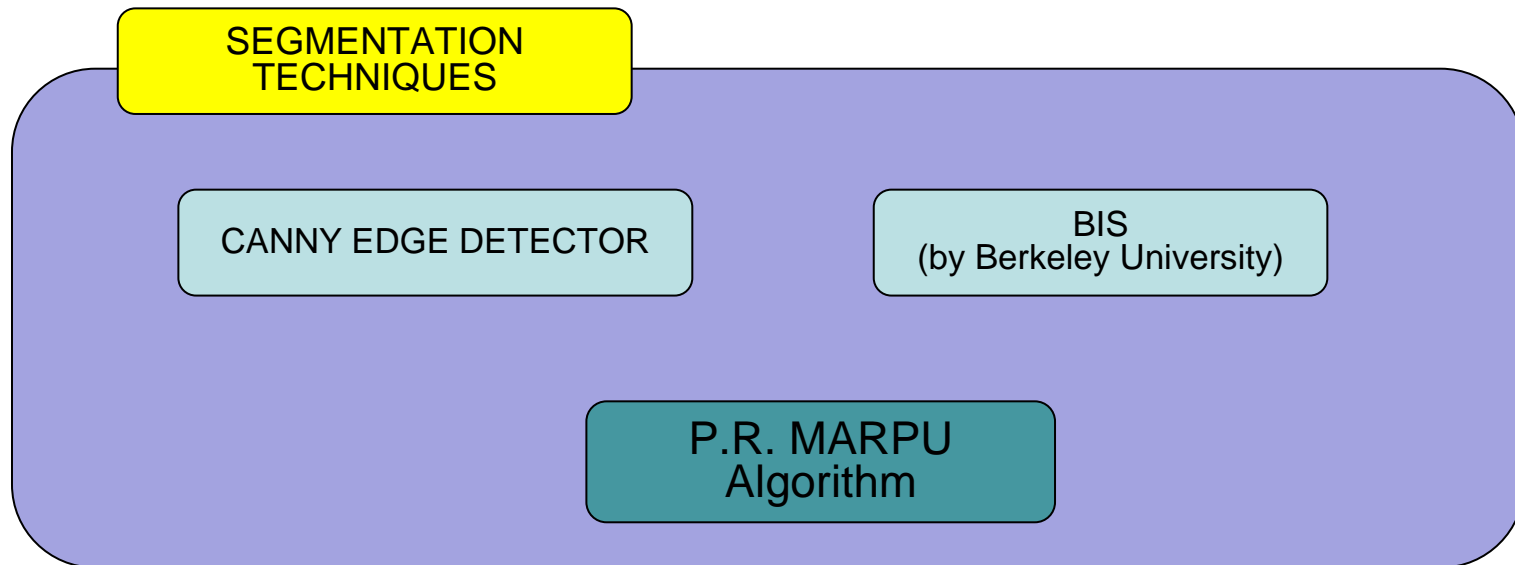 SEGMENTATION
TECHNIQUES
CANNY EDGE DETECTOR
BIS
(by Berkeley University)
P.R. MARPU
Algorithm